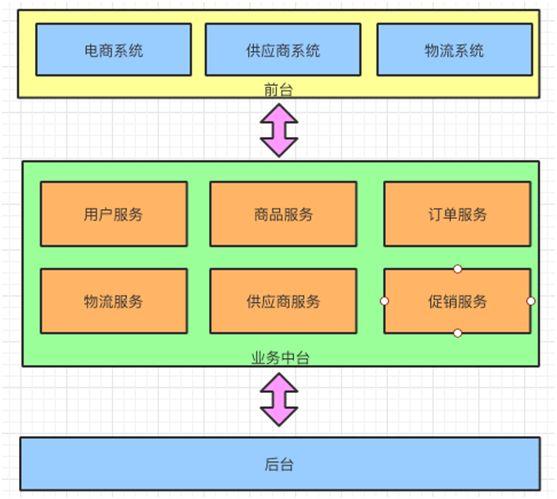 电商系统 供应商系统 物流系统
前台
用户服务 商品服务 订单服务
物流服务 供应商服务 促销服务
业务中台
后台